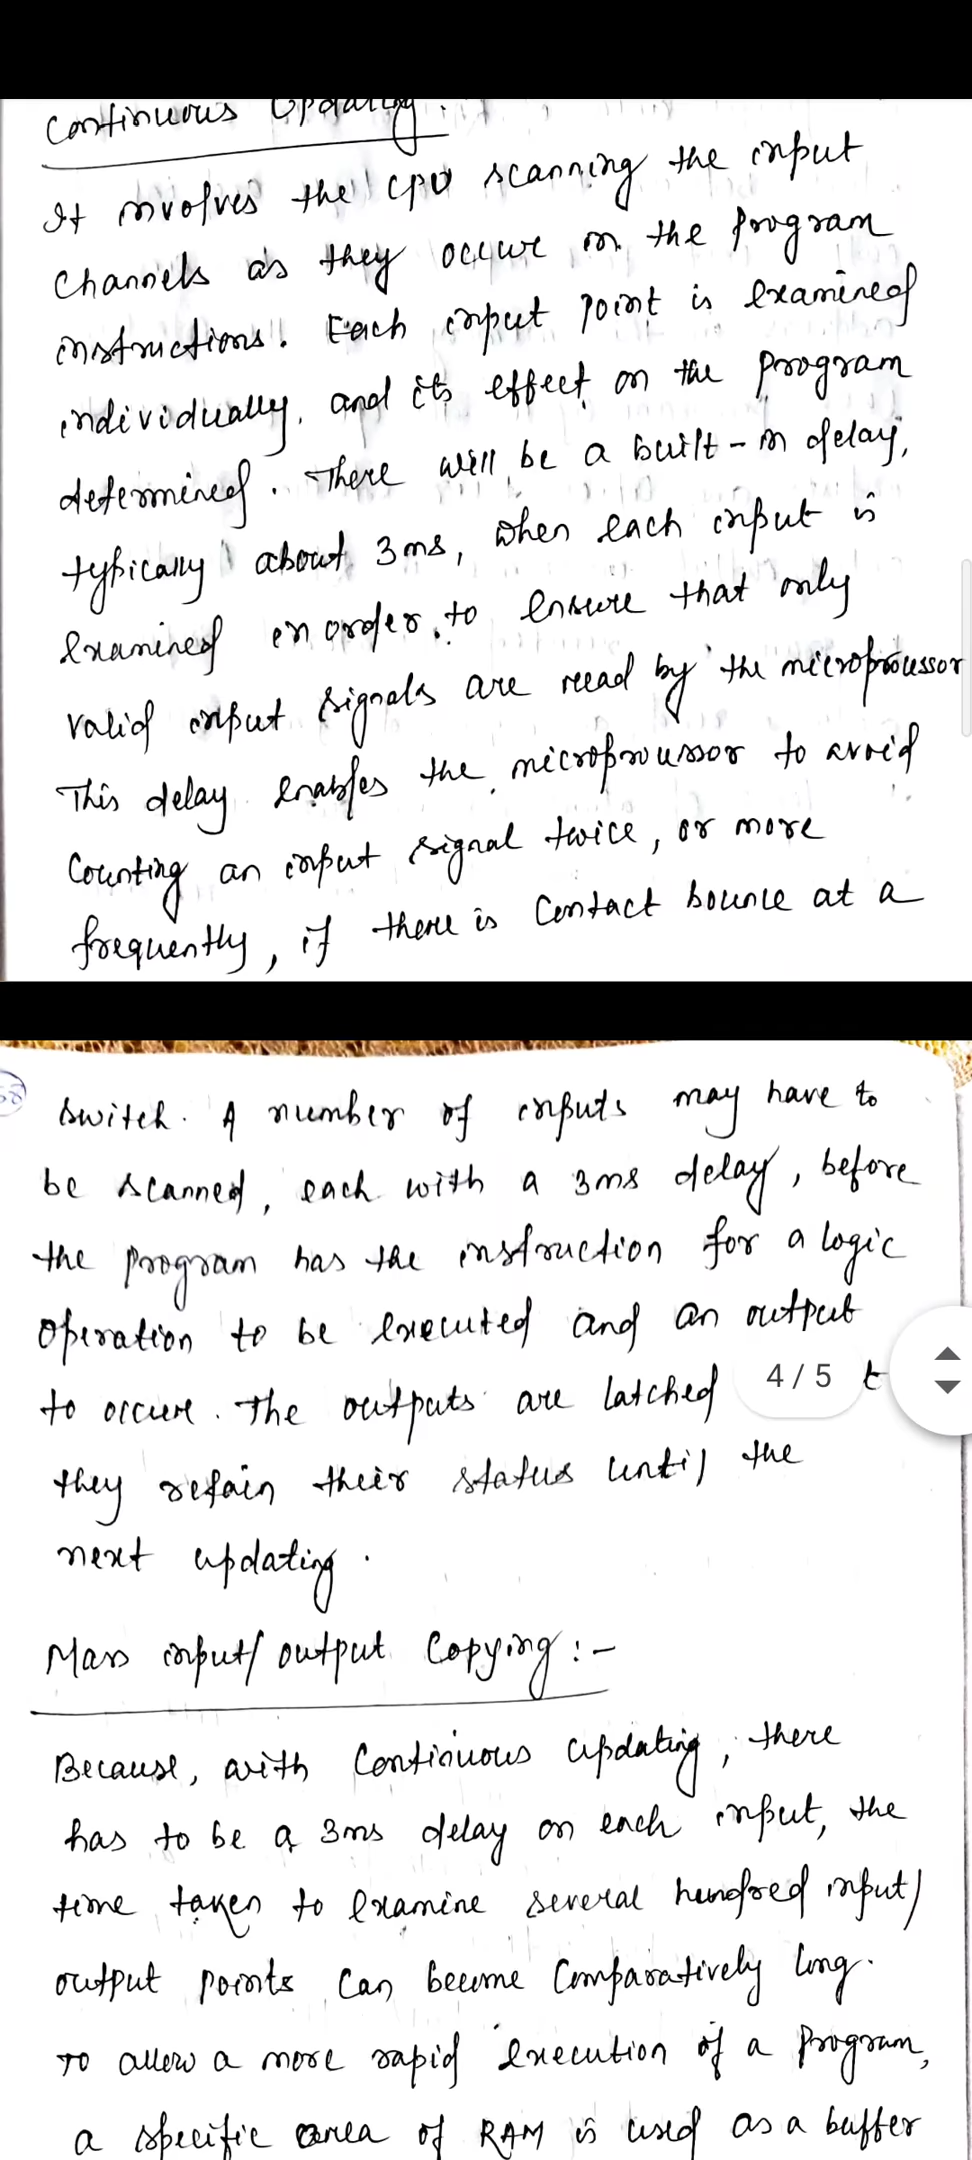 Continuous Updating :
It involves the CPU scanning the input
channels as they occure in the program
instructions. Each input point is examined
individually, and its effect on the program
determined. There will be a built-in delay,
typically about 3ms, when each input is
examined in order to ensure that only
valid input signals are read by the microprocessor
This delay enables the microprocessor to avoid
counting an input signal twice, or more
frequently, if there is contact bounce at a
switch. A number of inputs may have to
be scanned, each with a 3ms delay, before
the program has the instruction for a logic
operation to be executed and an output
to occure. The outputs are latched 4 / 5 t
they retain their status until the
next updating.
Mass input/output Copying :-
Because, with continuous updating, there
has to be a 3ms delay on each input, the
time taken to examine several hundred input/
output points can become comparatively long.
To allow a more rapid execution of a program,
a specific area of RAM is used as a buffer